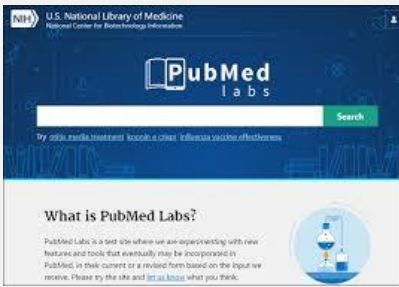 NIH
U.S. National Library of Medicine
National Center for Biotechnology Information
PubMed
labs
Search
Try otitis media treatment koonin e crispr influenza vaccine effectiveness
What is PubMed Labs?
PubMed Labs is a test site where we are experimenting with new
features and tools that eventually may be incorporated in
PubMed, in their current or a revised form based on the input we
receive. Please try the site and let us know what you think.